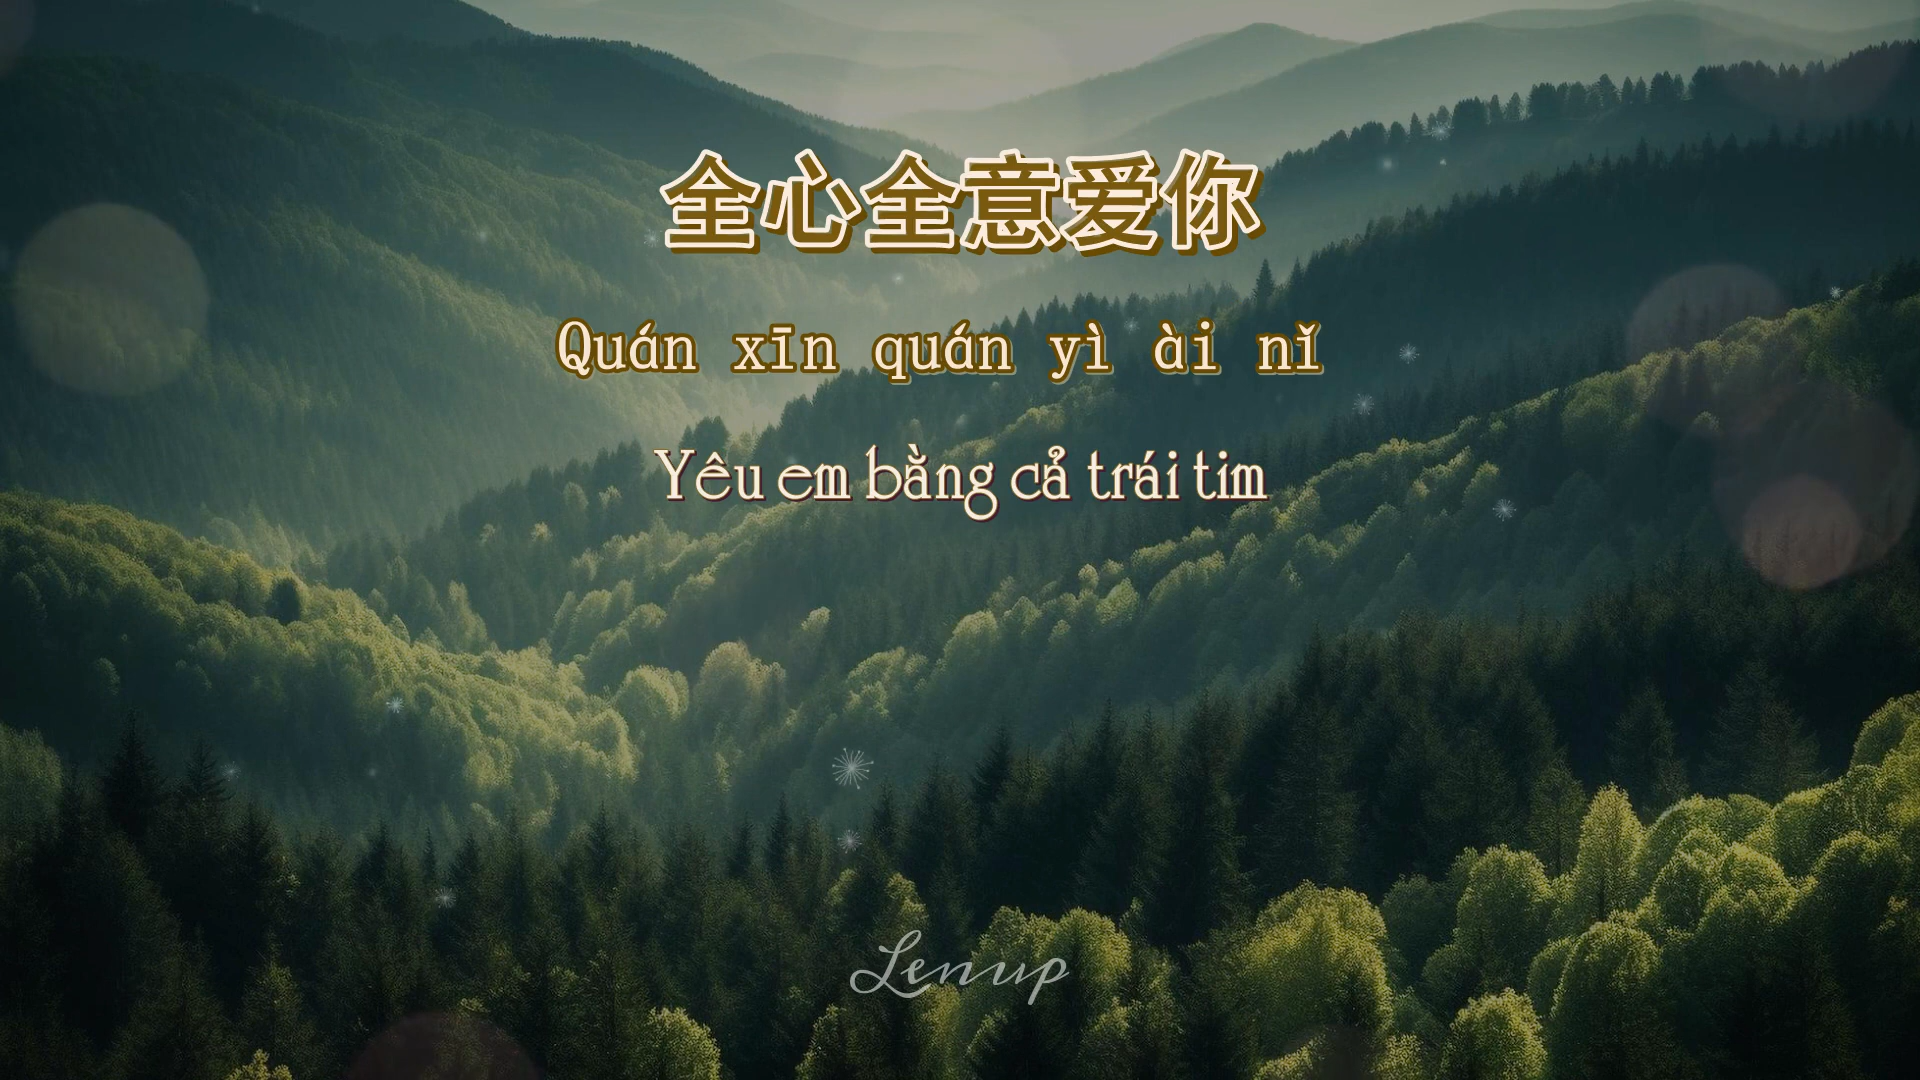 全心全意爱你
Quán xīn quán yì ài nǐ
Yêu em bằng cả trái tim
Lenup